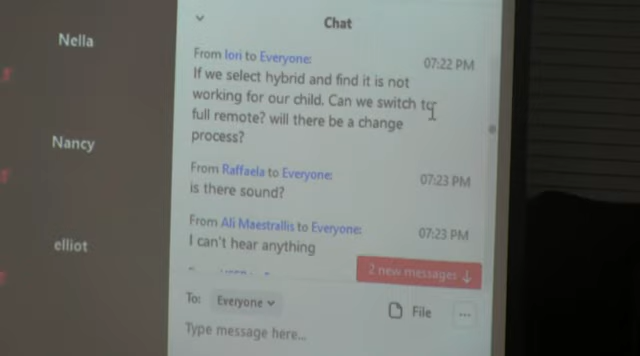 Nella
Nancy
elliot
Chat
From Iori to Everyone: 07:22 PM
If we select hybrid and find it is not
working for our child. Can we switch to
full remote? will there be a change
process?
From Raffaela to Everyone: 07:23 PM
is there sound?
From Ali Maestrallis to Everyone: 07:23 PM
I can't hear anything
2 new messages ↓
To: Everyone
File
...
Type message here...